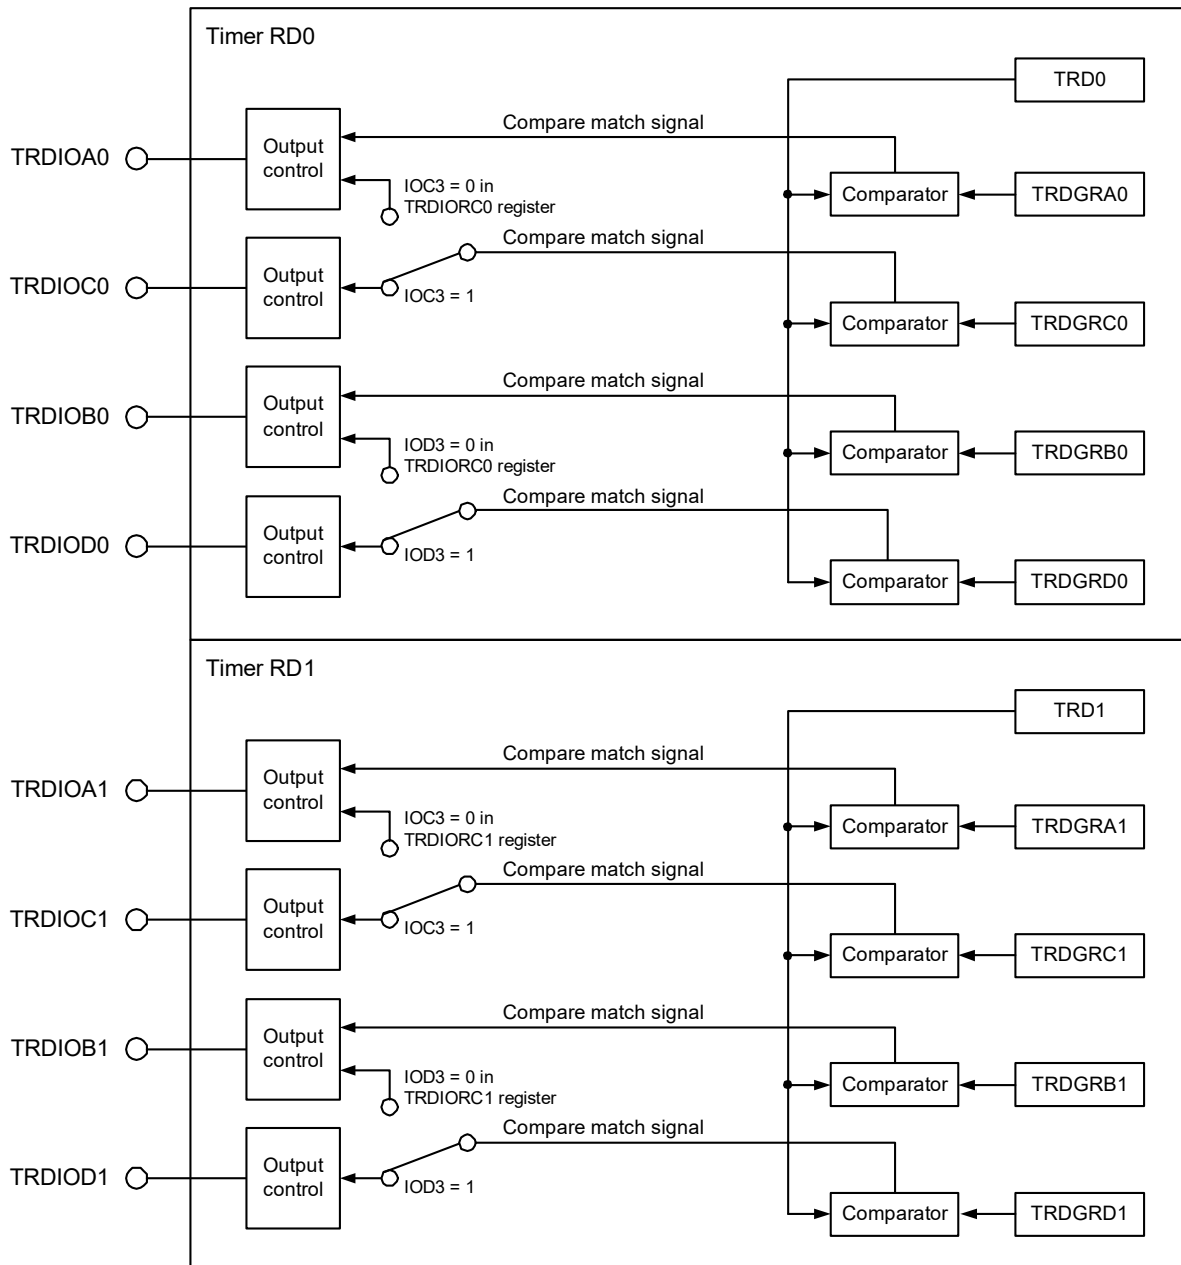 Timer RD0
TRD0
Compare match signal
TRDIOA0
Output
control
IOC3 = 0 in
TRDIORC0 register
Comparator
TRDGRA0
Compare match signal
TRDIOC0
Output
control
IOC3 = 1
Comparator
TRDGRC0
Compare match signal
TRDIOB0
Output
control
IOD3 = 0 in
TRDIORC0 register
Comparator
TRDGRB0
Compare match signal
TRDIOD0
Output
control
IOD3 = 1
Comparator
TRDGRD0
Timer RD1
TRD1
Compare match signal
TRDIOA1
Output
control
IOC3 = 0 in
TRDIORC1 register
Comparator
TRDGRA1
Compare match signal
TRDIOC1
Output
control
IOC3 = 1
Comparator
TRDGRC1
Compare match signal
TRDIOB1
Output
control
IOD3 = 0 in
TRDIORC1 register
Comparator
TRDGRB1
Compare match signal
TRDIOD1
Output
control
IOD3 = 1
Comparator
TRDGRD1